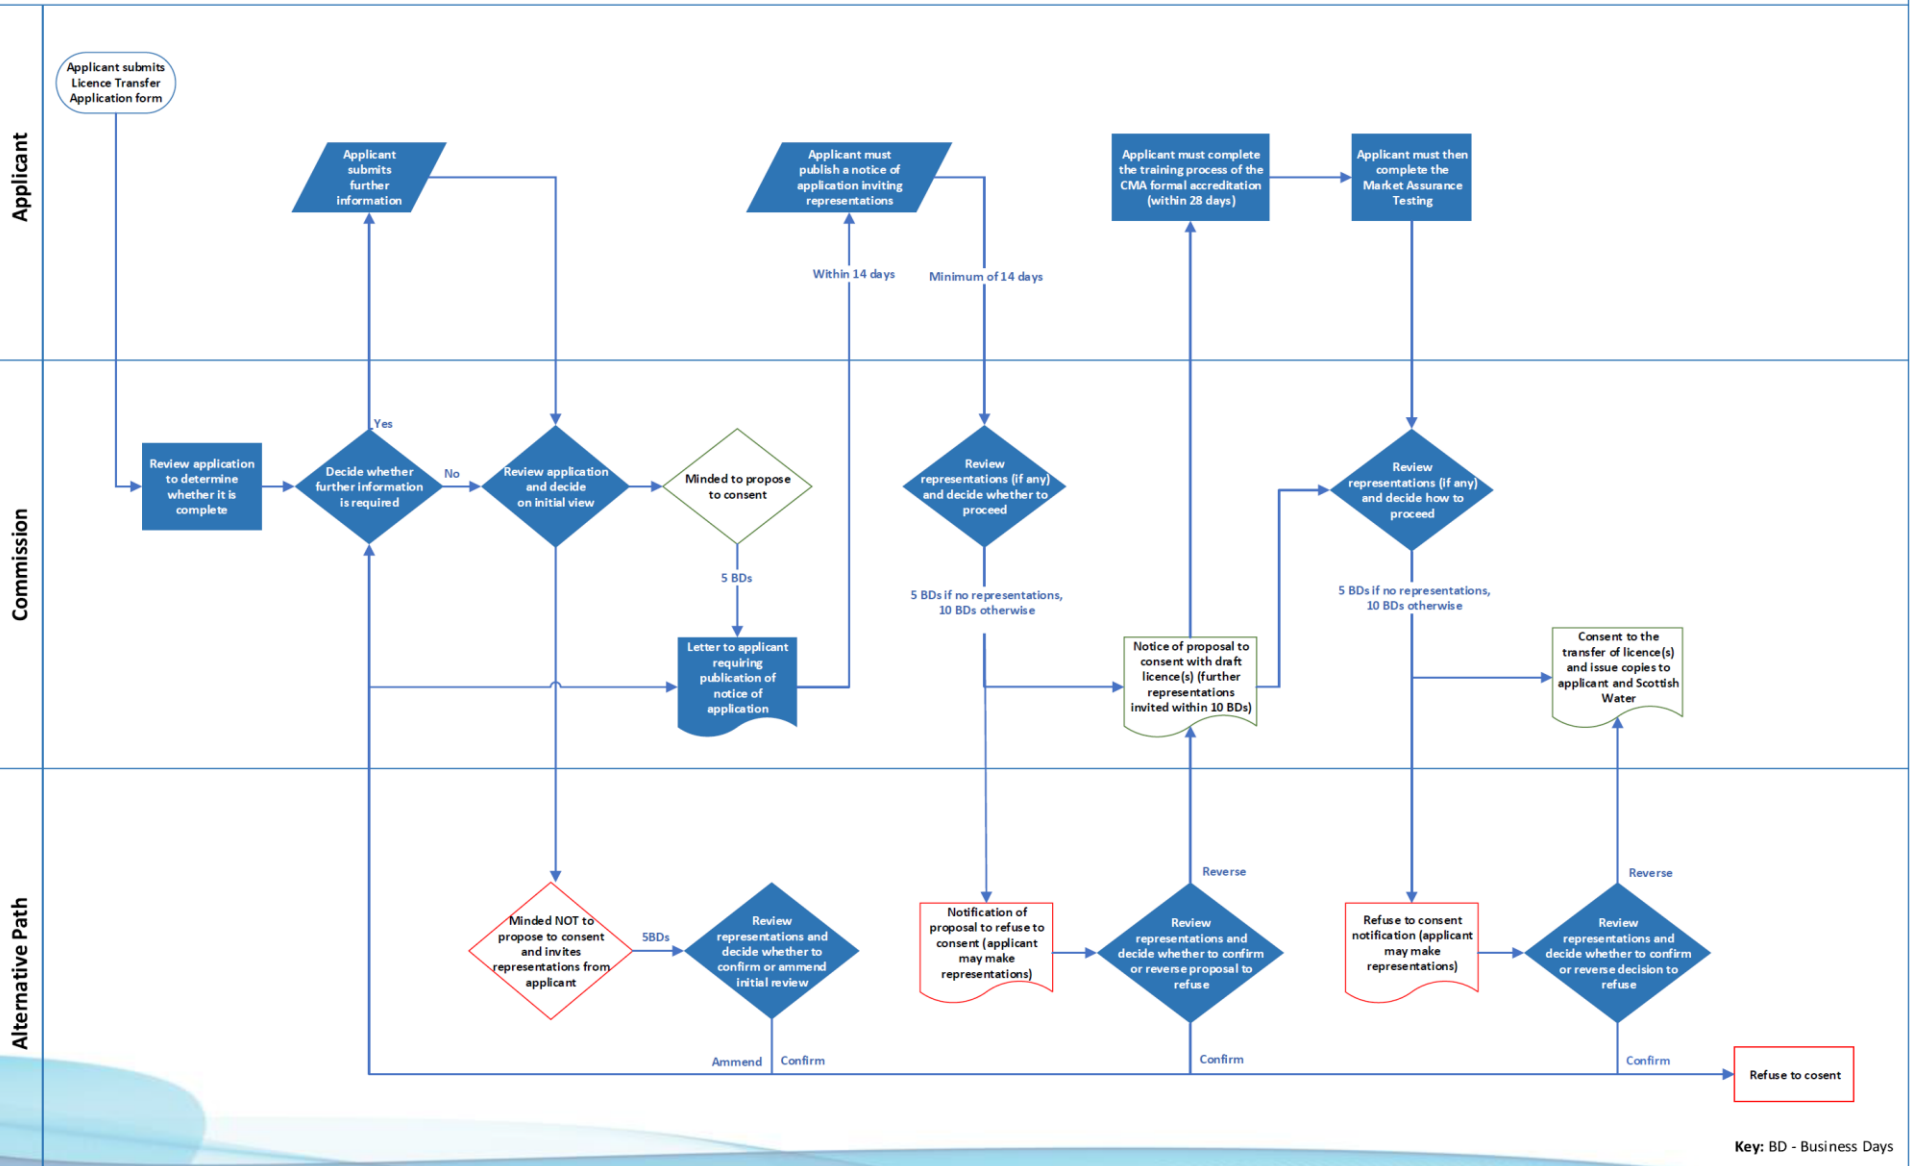 Applicant
Applicant submits
Licence Transfer
Application form
Applicant
submits
further
information
Applicant must
publish a notice of
application inviting
representations
Applicant must complete
the training process of the
CMA formal accreditation
(within 28 days)
Applicant must then
complete the
Market Assurance
Testing
Within 14 days
Minimum of 14 days
Commission
Review application
to determine
whether it is
complete
Yes
Decide whether
further information
is required
No
Review application
and decide
on initial view
Minded to propose
to consent
5 BDs
Letter to applicant
requiring
publication of
notice of
application
Review
representations (if any)
and decide whether to
proceed
5 BDs if no representations,
10 BDs otherwise
Notice of proposal to
consent with draft
licence(s) (further
representations
invited within 10 BDs)
Review
representations (if any)
and decide how to
proceed
5 BDs if no representations,
10 BDs otherwise
Consent to the
transfer of licence(s)
and issue copies to
applicant and Scottish
Water
Alternative Path
Minded NOT to
propose to consent
and invites
representations from
applicant
5BDs
Review
representations and
decide whether to
confirm or ammend
initial review
Ammend
Confirm
Notification of
proposal to refuse to
consent (applicant
may make
representations)
Reverse
Review
representations and
decide whether to confirm
or reverse proposal to
refuse
Confirm
Refuse to consent
notification (applicant
may make
representations)
Reverse
Review
representations and
decide whether to confirm
or reverse decision to
refuse
Confirm
Refuse to cosent
Key: BD - Business Days